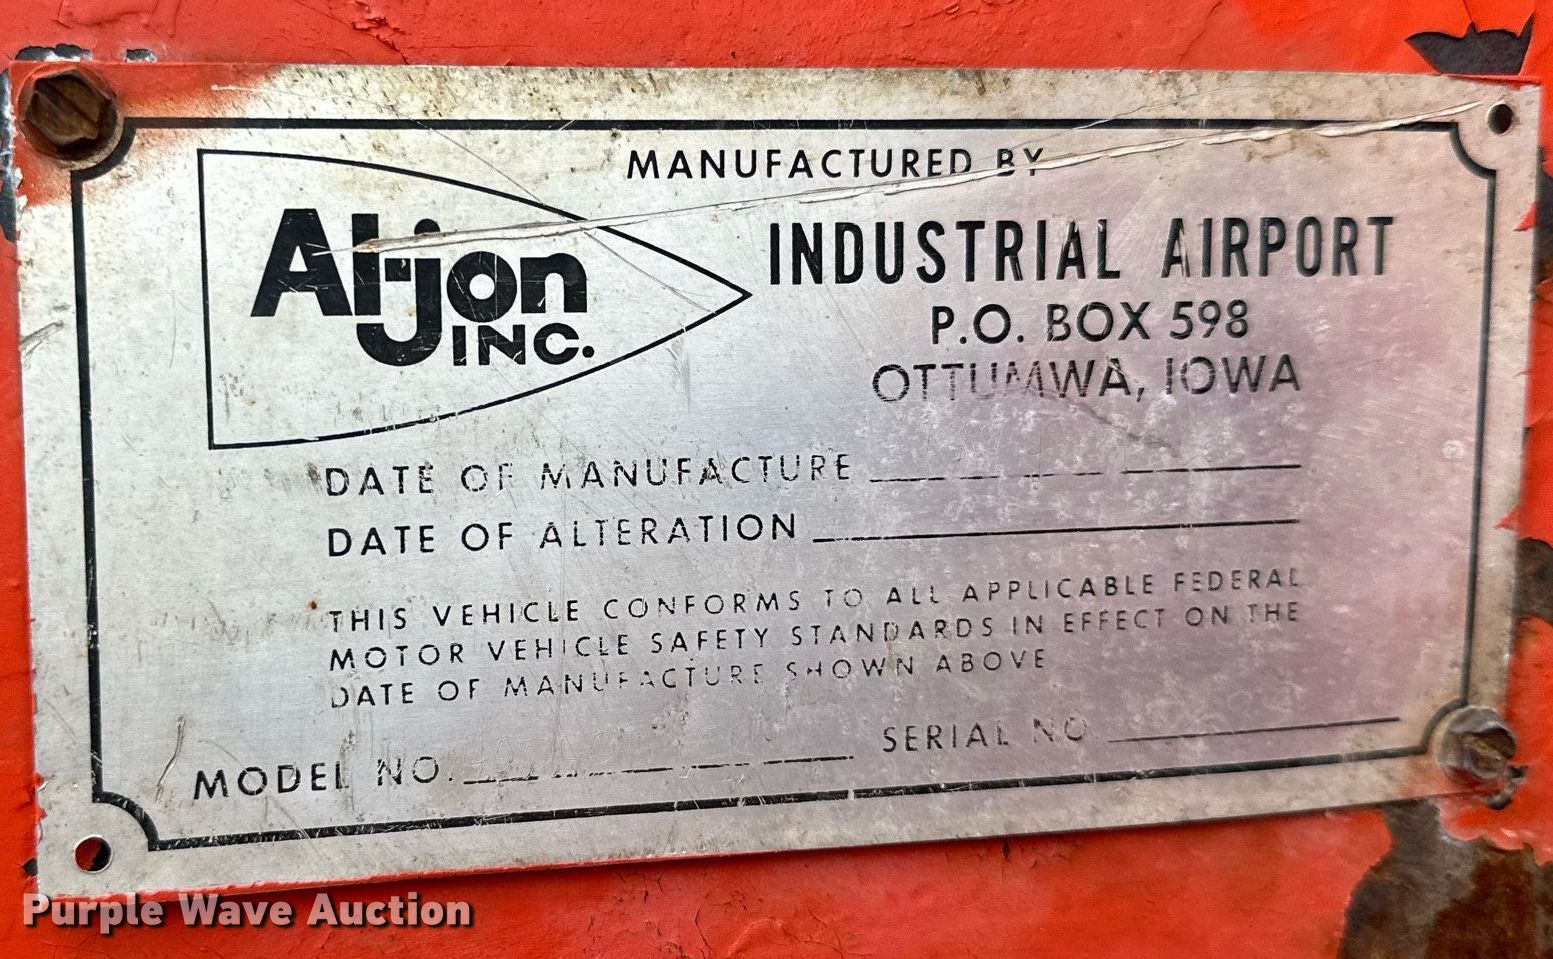 MANUFACTURED BY
Al-jon
INC.
INDUSTRIAL AIRPORT
P.O. BOX 598
OTTUMWA, IOWA
DATE OF MANUFACTURE
DATE OF ALTERATION
THIS VEHICLE CONFORMS TO ALL APPLICABLE FEDERAL
MOTOR VEHICLE SAFETY STANDARDS IN EFFECT ON THE
DATE OF MANUFACTURE SHOWN ABOVE
MODEL NO.
SERIAL NO
Purple Wave Auction